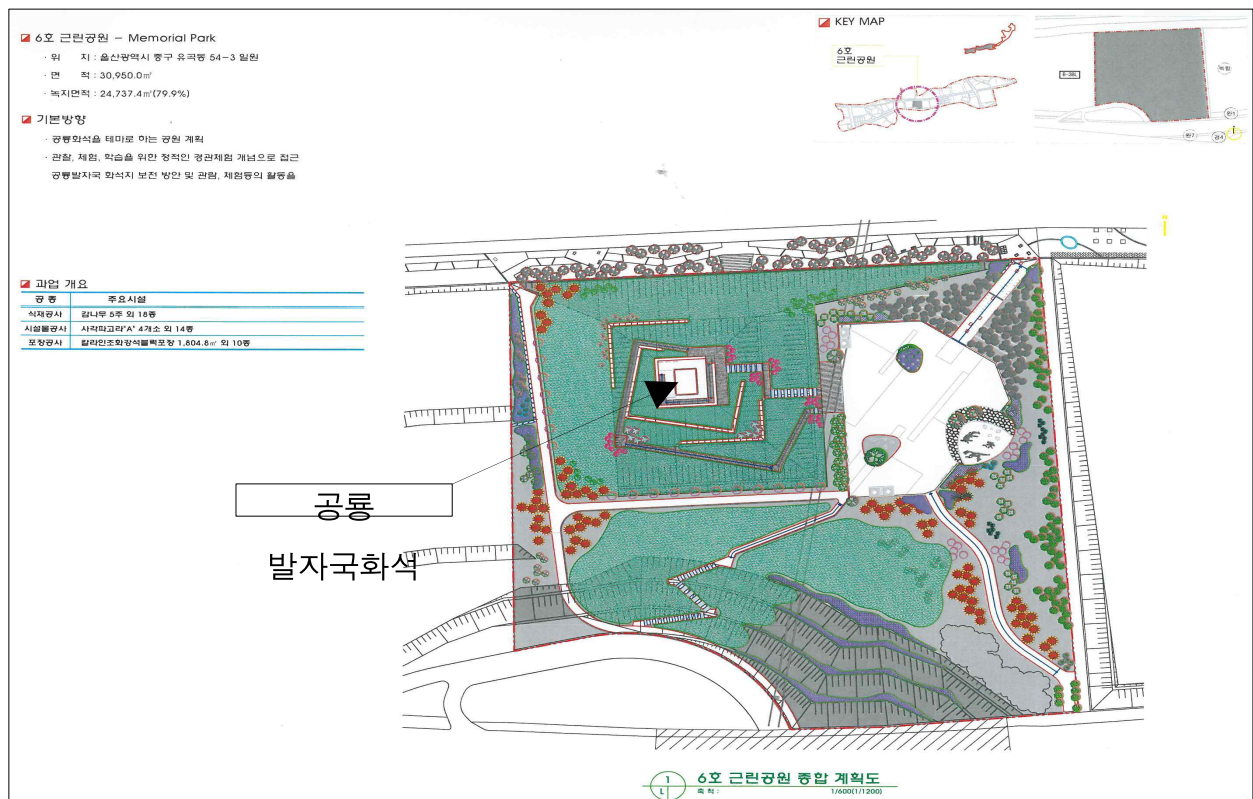 6호 근린공원 - Memorial Park
· 위 치 : 울산광역시 중구 유곡동 54-3 일원
· 면 적 : 30,950.0㎡
· 녹지면적 : 24,737.4㎡(79.9%)
기본방향
· 공룡화석을 테마로 하는 공원 계획
· 관찰, 체험, 학습을 위한 정적인 경관체험 개념으로 접근
공룡발자국 화석지 보전 방안 및 관람, 체험등의 활동을
과업 개요
공 종 주요시설
식재공사 감나무 5주 외 18종
시설물공사 사각파고라"A" 4개소 외 14종
포장공사 칼라인조화강석블럭포장 1,804.8㎡ 외 10종
KEY MAP
6호
근린공원
공룡
발자국화석
1
L
6호 근린공원 종합 계획도
축척 : 1/600(1/1200)